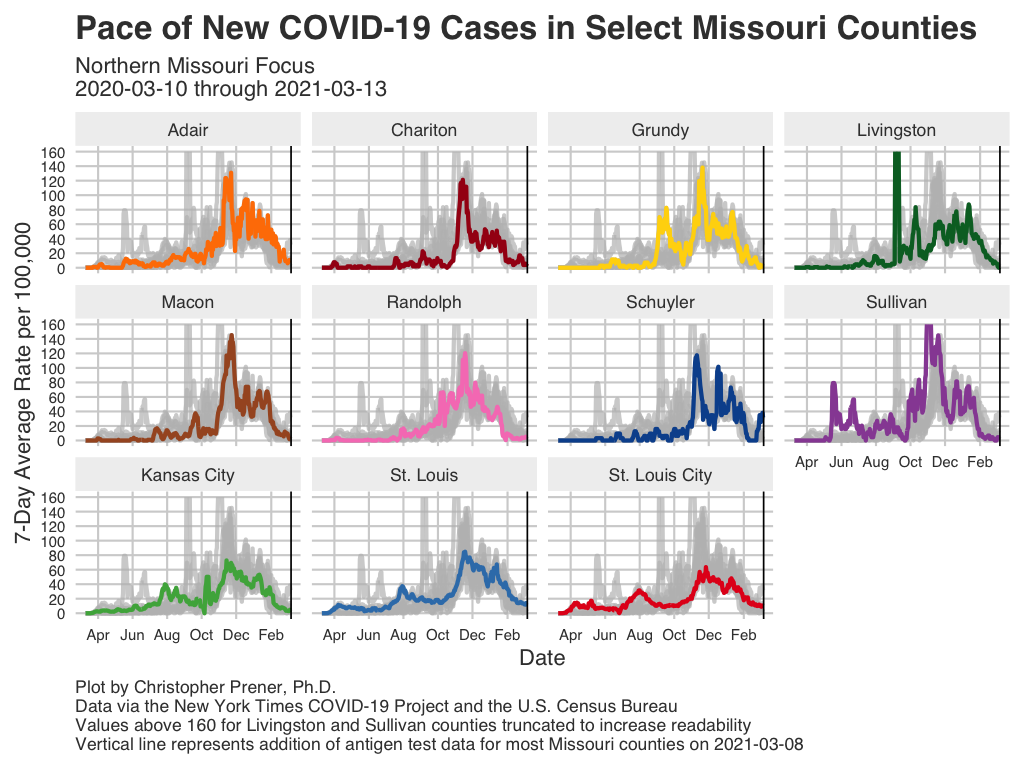 Pace of New COVID-19 Cases in Select Missouri Counties
Northern Missouri Focus
2020-03-10 through 2021-03-13
7-Day Average Rate per 100,000
Adair Chariton Grundy Livingston
160
140
120
100
80
60
40
20
0
Macon Randolph Schuyler Sullivan
160
140
120
100
80
60
40
20
0
Apr Jun Aug Oct Dec Feb
Kansas City St. Louis St. Louis City
160
140
120
100
80
60
40
20
0
Apr Jun Aug Oct Dec Feb Apr Jun Aug Oct Dec Feb Apr Jun Aug Oct Dec Feb
Date
Plot by Christopher Prener, Ph.D.
Data via the New York Times COVID-19 Project and the U.S. Census Bureau
Values above 160 for Livingston and Sullivan counties truncated to increase readability
Vertical line represents addition of antigen test data for most Missouri counties on 2021-03-08